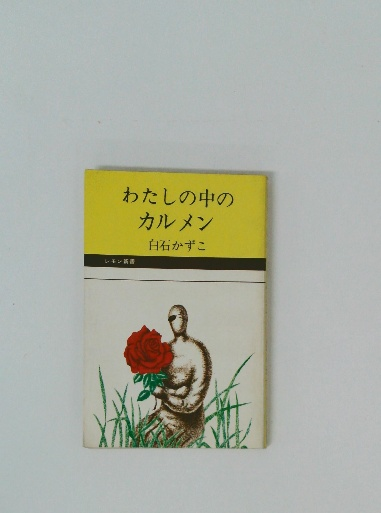 わたしの中の
カルメン
白石かずこ
レモン新書